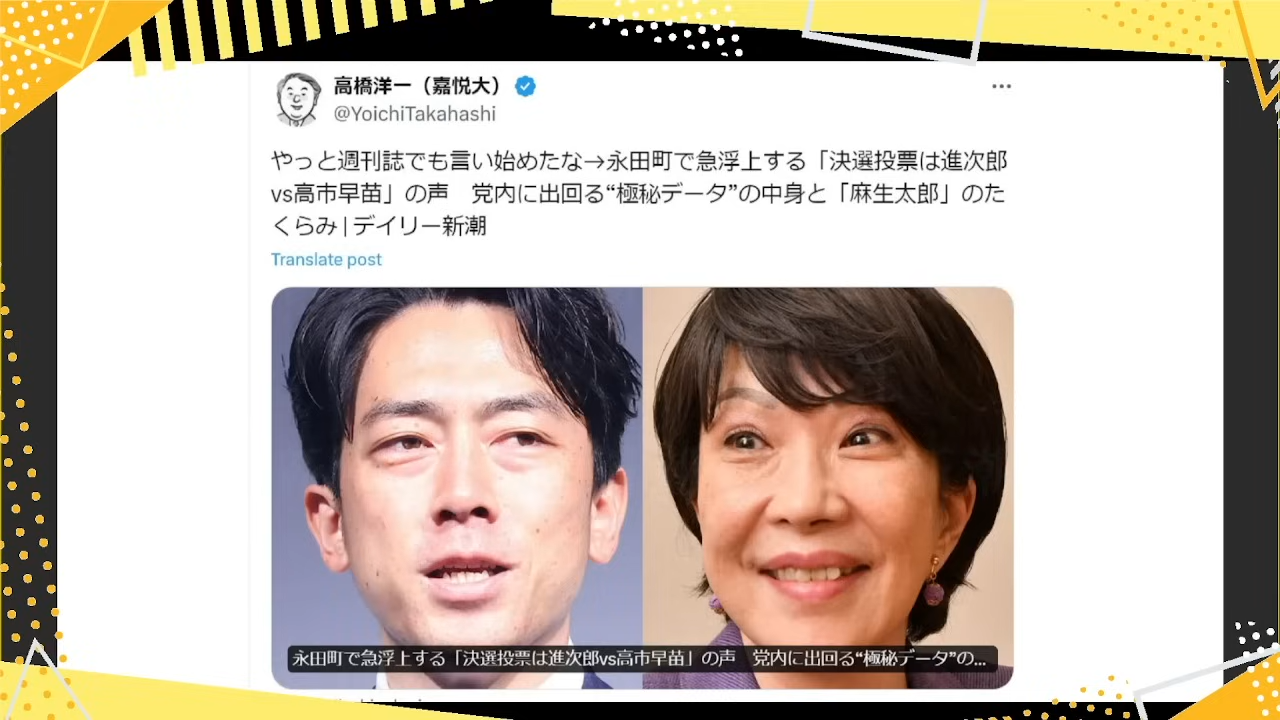 高橋洋一（嘉悦大）
@YoichiTakahashi
やっと週刊誌でも言い始めたな→永田町で急浮上する「決選投票は進次郎
vs高市早苗」の声　党内に出回る“極秘データ”の中身と「麻生太郎」のた
くらみ | デイリー新潮
Translate post
永田町で急浮上する「決選投票は進次郎vs高市早苗」の声　党内に出回る“極秘データ”の...